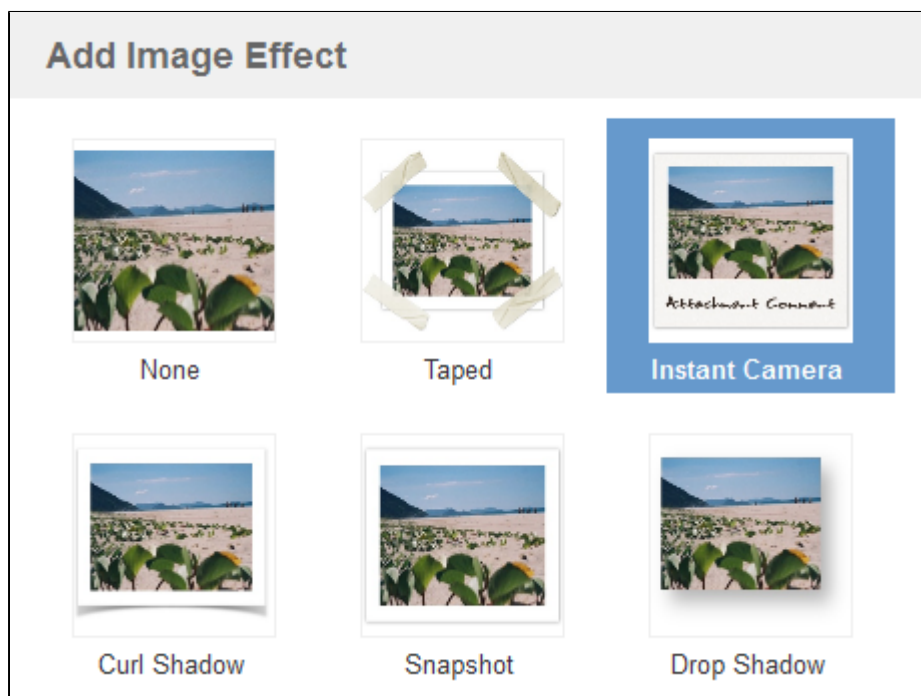 Add Image Effect
Attachment Comment
None
Taped
Instant Camera
Curl Shadow
Snapshot
Drop Shadow